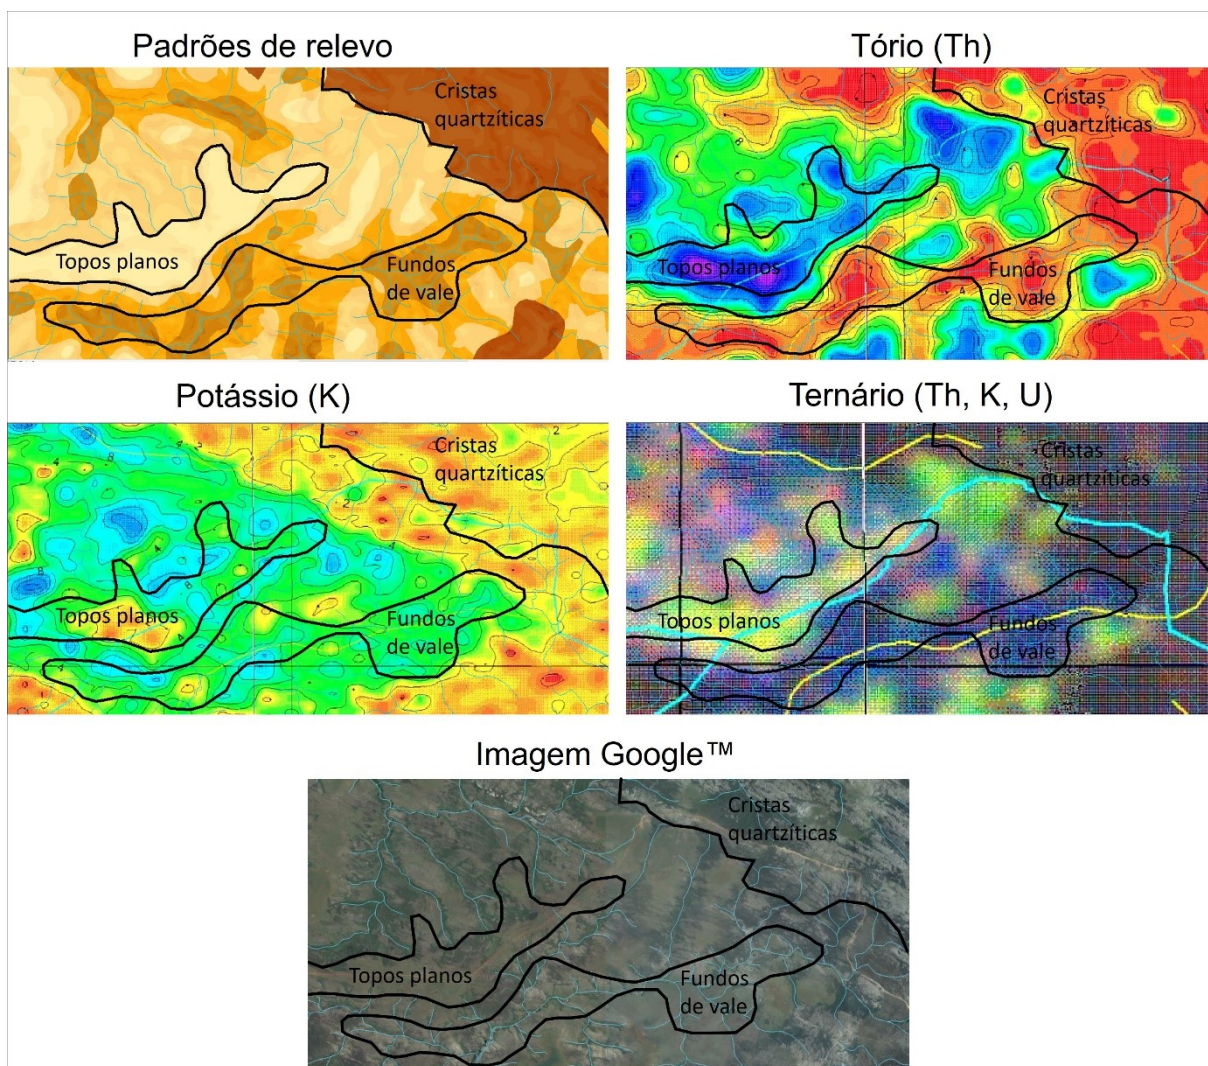 Padrões de relevo
Tório (Th)
Cristas
quartzíticas
Topos planos
Fundos
de vale
Cristas
quartzíticas
Topos planos
Fundos
de vale
Potássio (K)
Ternário (Th, K, U)
Cristas
quartzíticas
Topos planos
Fundos
de vale
Cristas
quartzíticas
Topos planos
Fundos
de vale
Imagem Google™
Cristas
quartzíticas
Topos planos
Fundos
de vale